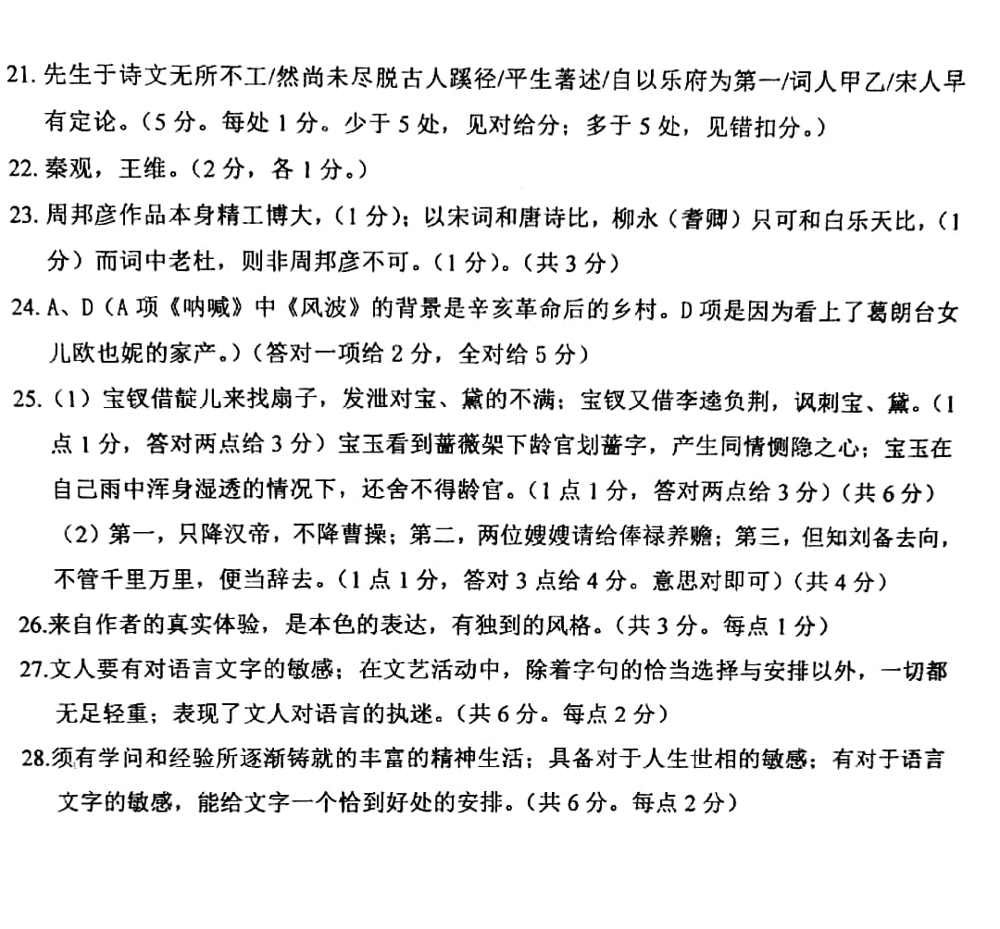 21. 先生于诗文无所不工/然尚未尽脱古人蹊径/平生著述/自以乐府为第一/词人甲乙/宋人早
有定论。（5 分。每处 1 分。少于 5 处，见对给分；多于 5 处，见错扣分。）
22. 秦观，王维。（2 分，各 1 分。）
23. 周邦彦作品本身精工博大，（1 分）；以宋词和唐诗比，柳永（耆卿）只可和白乐天比，（1
分）而词中老杜，则非周邦彦不可。（1 分）。（共 3 分）
24. A、D（A 项《呐喊》中《风波》的背景是辛亥革命后的乡村。D 项是因为看上了葛朗台女
儿欧也妮的家产。）（答对一项给 2 分，全对给 5 分）
25.（1）宝钗借靛儿来找扇子，发泄对宝、黛的不满；宝钗又借李逵负荆，讽刺宝、黛。（1
点 1 分，答对两点给 3 分）宝玉看到蔷薇架下龄官划蔷字，产生同情恻隐之心；宝玉在
自己雨中浑身湿透的情况下，还舍不得龄官。（1 点 1 分，答对两点给 3 分）（共 6 分）
（2）第一，只降汉帝，不降曹操；第二，两位嫂嫂请给俸禄养赡；第三，但知刘备去向，
不管千里万里，便当辞去。（1 点 1 分，答对 3 点给 4 分。意思对即可）（共 4 分）
26.来自作者的真实体验，是本色的表达，有独到的风格。（共 3 分。每点 1 分）
27.文人要有对语言文字的敏感；在文艺活动中，除着字句的恰当选择与安排以外，一切都
无足轻重；表现了文人对语言的执迷。（共 6 分。每点 2 分）
28.须有学问和经验所逐渐铸就的丰富的精神生活；具备对于人生世相的敏感；有对于语言
文字的敏感，能给文字一个恰到好处的安排。（共 6 分。每点 2 分）